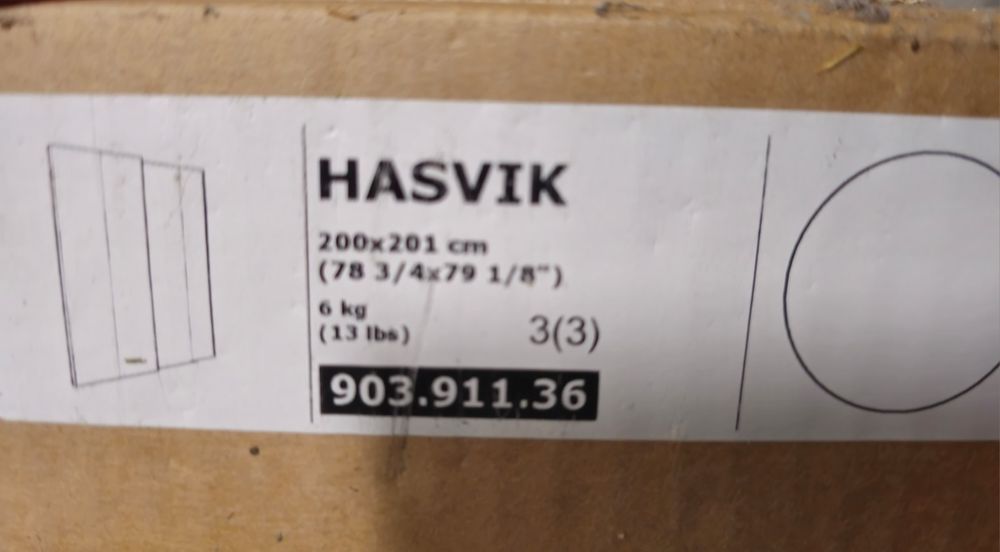 HASVIK
200x201 cm
(78 3/4x79 1/8")
6 kg
(13 lbs)
3(3)
903.911.36